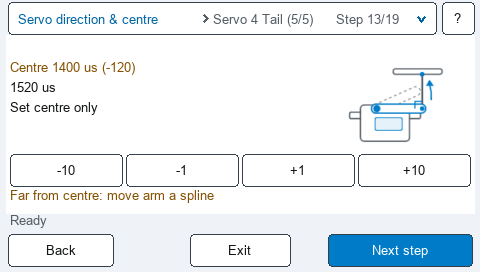 Servo direction & centre > Servo 4 Tail (5/5) Step 13/19 ?
Centre 1400 us (-120)
1520 us
Set centre only
-10 -1 +1 +10
Far from centre: move arm a spline
Ready
Back Exit Next step